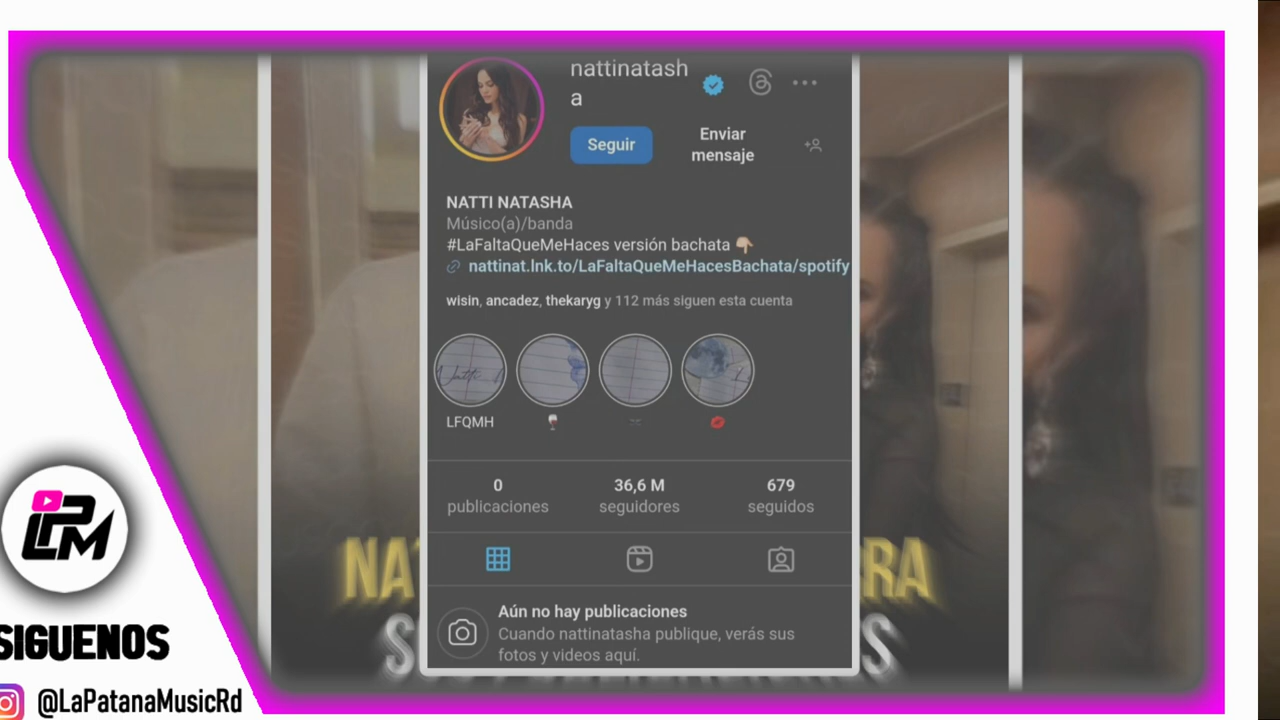 nattinatash
a
Seguir
Enviar
mensaje
NATTI NATASHA
Músico(a)/banda
#LaFaltaQueMeHaces versión bachata 👇🏼
nattinat.lnk.to/LaFaltaQueMeHacesBachata/spotify
wisin, ancadez, thekaryg y 112 más siguen esta cuenta
LFQMH
0
publicaciones
36,6 M
seguidores
679
seguidos
Aún no hay publicaciones
Cuando nattinatasha publique, verás sus
fotos y videos aquí.
LPM
SIGUENOS
@LaPatanaMusicRd